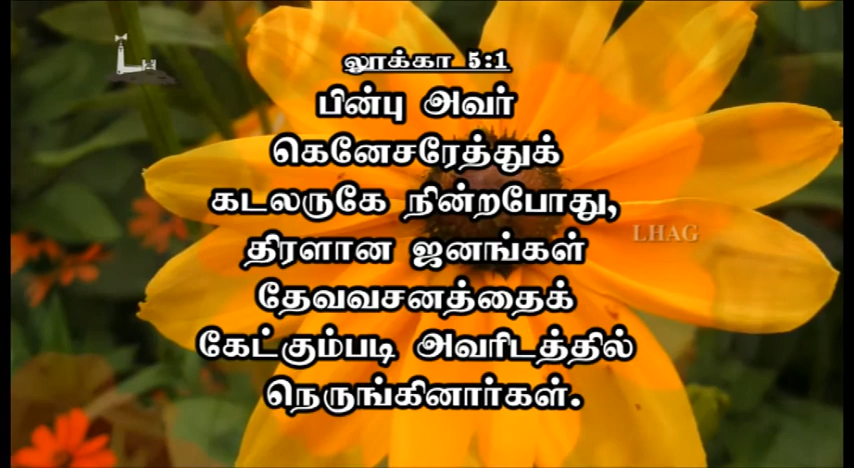 லூக்கா 5:1
பின்பு அவர்
கெனேசரேத்துக்
கடலருகே நின்றபோது,
திரளான ஜனங்கள்
LHAG
தேவவசனத்தைக்
கேட்கும்படி அவரிடத்தில்
நெருங்கினார்கள்.